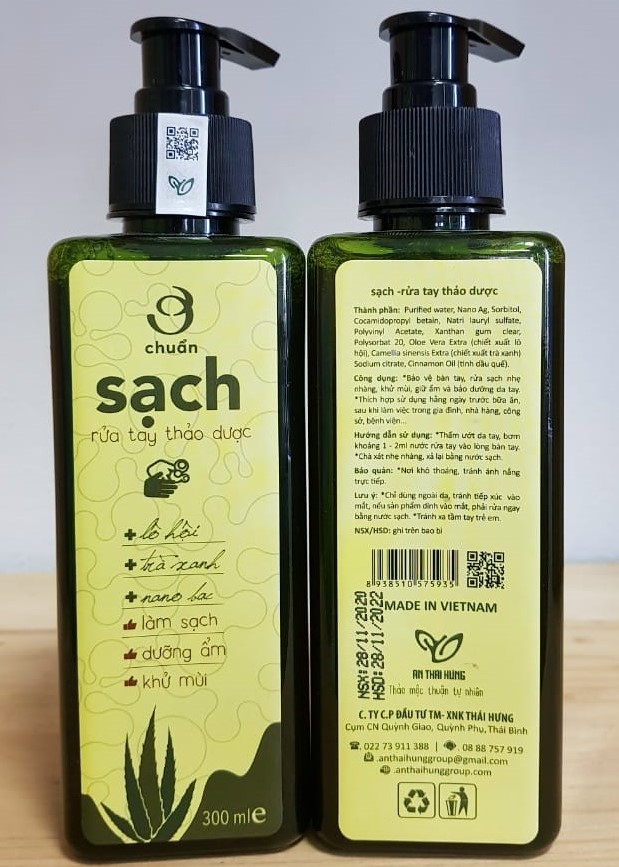 chuẩn
sạch
rửa tay thảo dược
+ lô hội
+ trà xanh
+ nano bạc
làm sạch
dưỡng ẩm
khử mùi
300 ml e
sạch -rửa tay thảo dược
Thành phần: Purified water, Nano Ag, Sorbitol,
Cocamidopropyl betain, Natri lauryl sulfate,
Polyvinyl Acetate, Xanthan gum clear,
Polysorbat 20, Oloe Vera Extra (chiết xuất lô
hội), Camellia sinensis Extra (chiết xuất trà xanh)
Sodium citrate, Cinnamon Oil (tinh dầu quế).
Công dụng: *Bảo vệ bàn tay, rửa sạch nhẹ
nhàng, khử mùi, giữ ẩm và bảo dưỡng da tay.
*Thích hợp sử dụng hằng ngày trước bữa ăn,
sau khi làm việc trong gia đình, nhà hàng, công
sở, bệnh viện...
Hướng dẫn sử dụng: *Thấm ướt da tay, bơm
khoảng 1 - 2ml nước rửa tay vào lòng bàn tay.
*Chà xát nhẹ nhàng, xả lại bằng nước sạch.
Bảo quản: *Nơi khô thoáng, tránh ánh nắng
trực tiếp.
Lưu ý: *Chỉ dùng ngoài da, tránh tiếp xúc vào
mắt, nếu sản phẩm dính vào mắt, phải rửa ngay
bằng nước sạch. *Tránh xa tầm tay trẻ em.
NSX/HSD: ghi trên bao bì
8 938510 575935
NSX:28/11/2020
HSD:28/11/2022
MADE IN VIETNAM
AN THAI HUNG
Thảo mộc thuần tự nhiên
C. TY C.P ĐẦU TƯ TM- XNK THÁI HƯNG
Cụm CN Quỳnh Giao, Quỳnh Phụ, Thái Bình
022 73 911 388 | 08 88 757 919
.anthaihunggroup@gmail.com
.anthaihunggroup.com